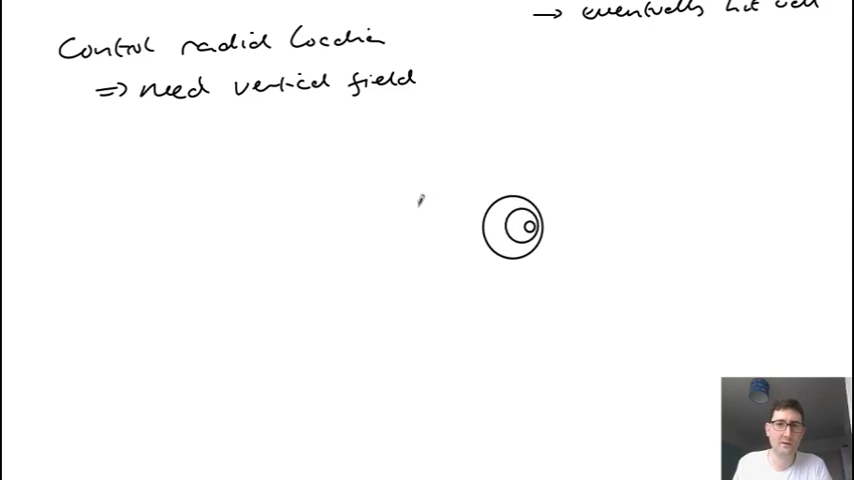 → eventually hit wall
Control radial location
⇒ need vertical field